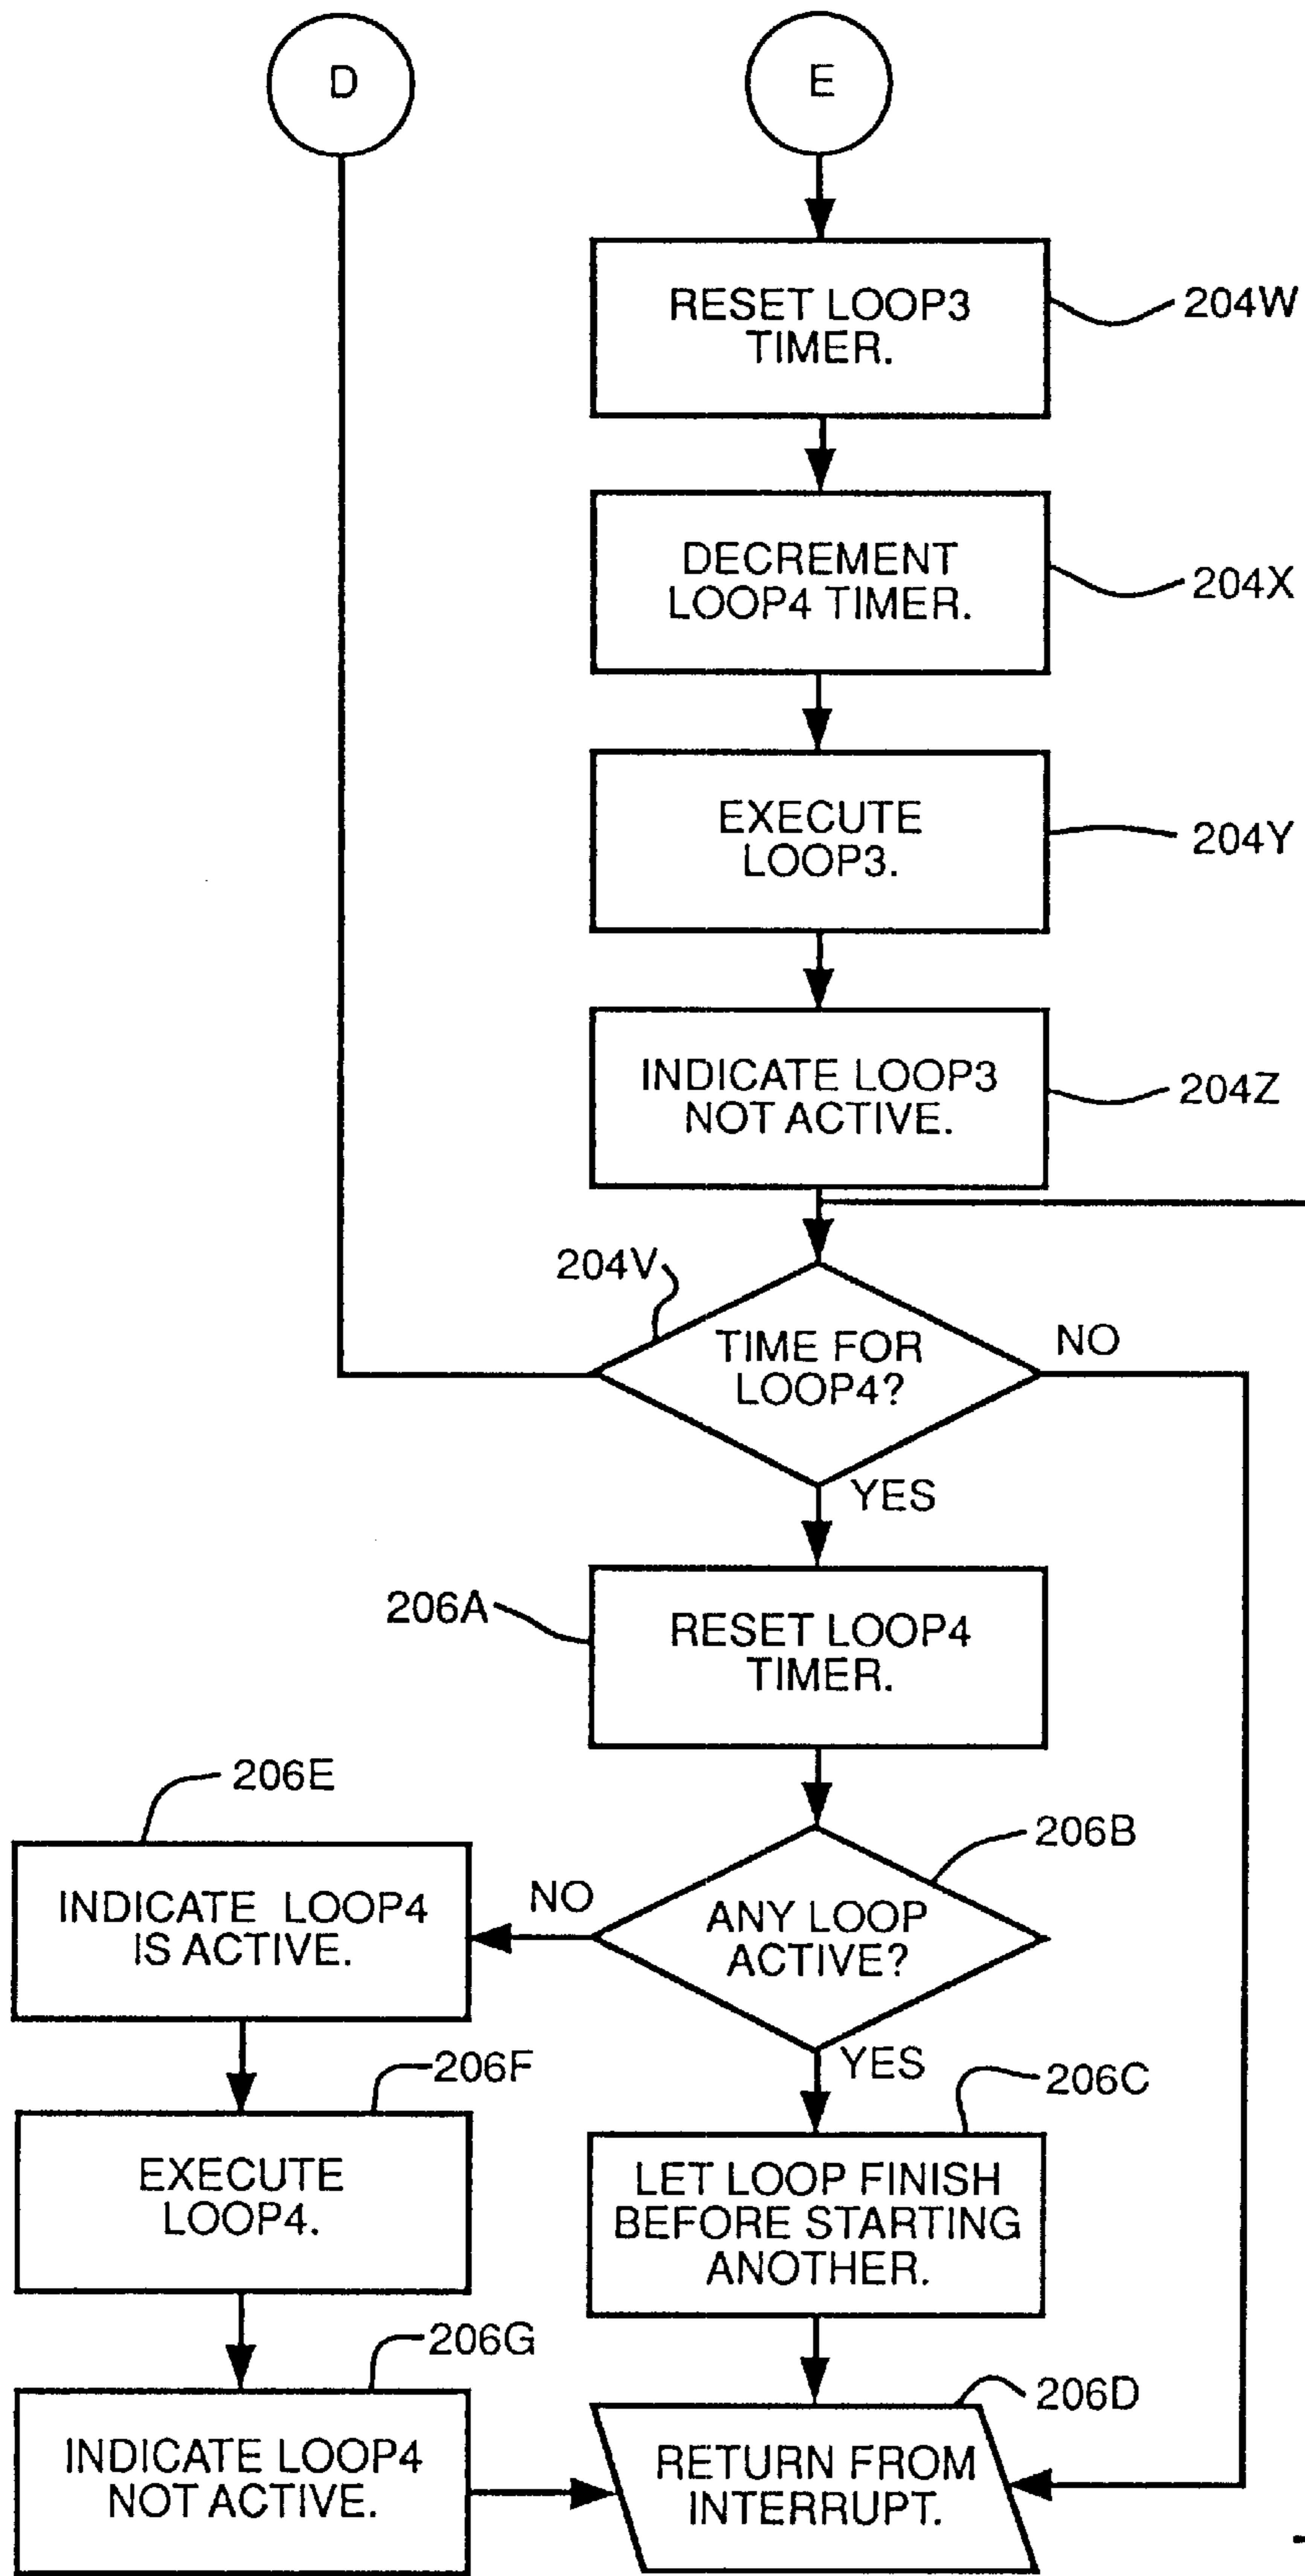 D
E
RESET LOOP3
TIMER.
204W
DECREMENT
LOOP4 TIMER.
204X
EXECUTE
LOOP3.
204Y
INDICATE LOOP3
NOT ACTIVE.
204Z
204V
TIME FOR
LOOP4?
NO
YES
206A
RESET LOOP4
TIMER.
206E
206B
INDICATE LOOP4
IS ACTIVE.
NO
ANY LOOP
ACTIVE?
YES
206F
206C
EXECUTE
LOOP4.
LET LOOP FINISH
BEFORE STARTING
ANOTHER.
206G
206D
INDICATE LOOP4
NOT ACTIVE.
RETURN FROM
INTERRUPT.